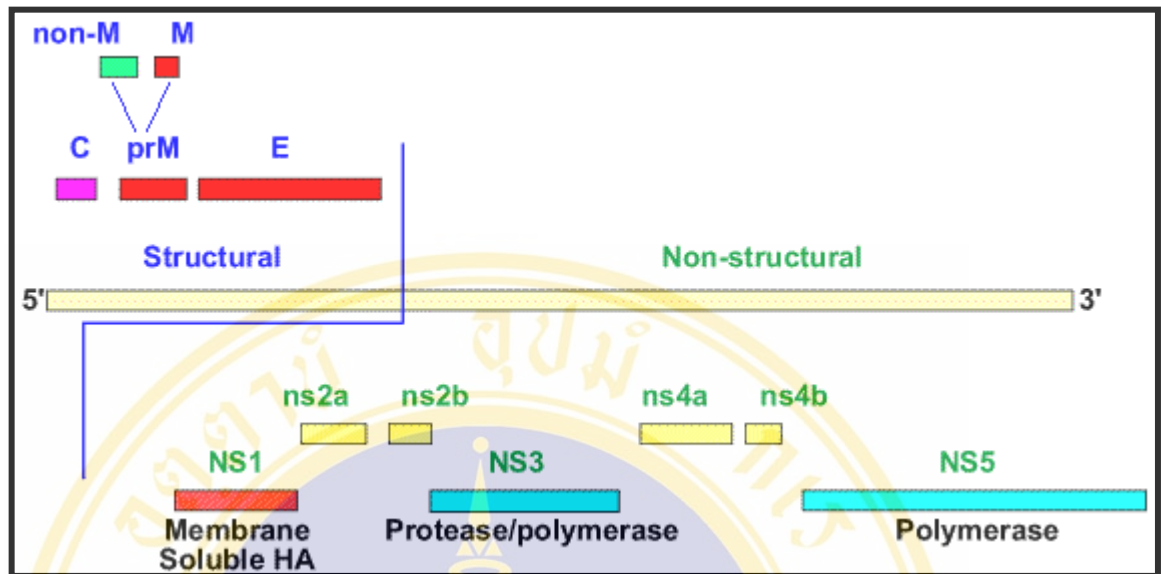 non-M M
C prM E
Structural Non-structural
5' 3'
ns2a ns2b ns4a ns4b
NS1 NS3 NS5
Membrane Protease/polymerase Polymerase
Soluble HA